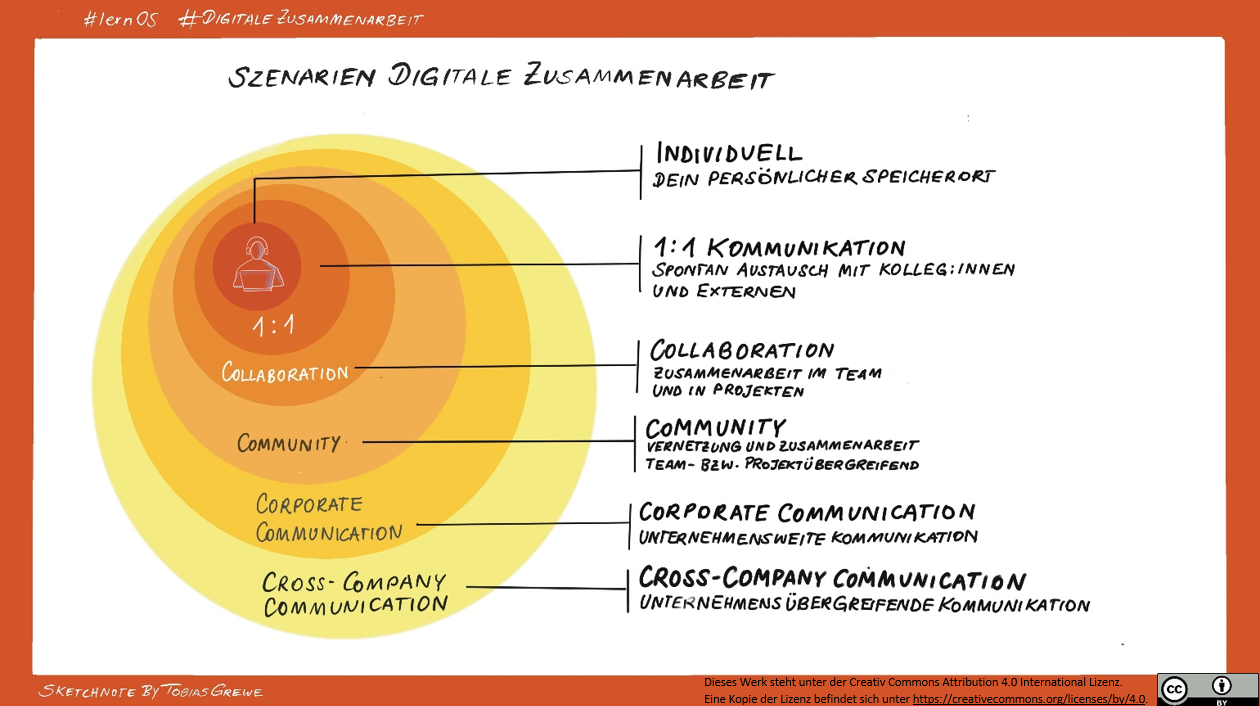 #lernOS #DIGITALE ZUSAMMENARBEIT
SZENARIEN DIGITALE ZUSAMMENARBEIT
INDIVIDUELL
DEIN PERSÖNLICHER SPEICHERORT
1:1 KOMMUNIKATION
SPONTAN AUSTAUSCH MIT KOLLEG:INNEN
UND EXTERNEN
1:1
COLLABORATION
COLLABORATION
ZUSAMMENARBEIT IM TEAM
UND IN PROJEKTEN
COMMUNITY
COMMUNITY
VERNETZUNG UND ZUSAMMENARBEIT
TEAM- BZW. PROJEKTÜBERGREIFEND
CORPORATE
COMMUNICATION
CORPORATE COMMUNICATION
UNTERNEHMENSWEITE KOMMUNIKATION
CROSS-COMPANY
COMMUNICATION
CROSS-COMPANY COMMUNICATION
UNTERNEHMENSÜBERGREIFENDE KOMMUNIKATION
SKETCHNOTE BY TOBIAS GREWE
Dieses Werk steht unter der Creativ Commons Attribution 4.0 International Lizenz.
Eine Kopie der Lizenz befindet sich unter https://creativecommons.org/licenses/by/4.0.
cc
BY